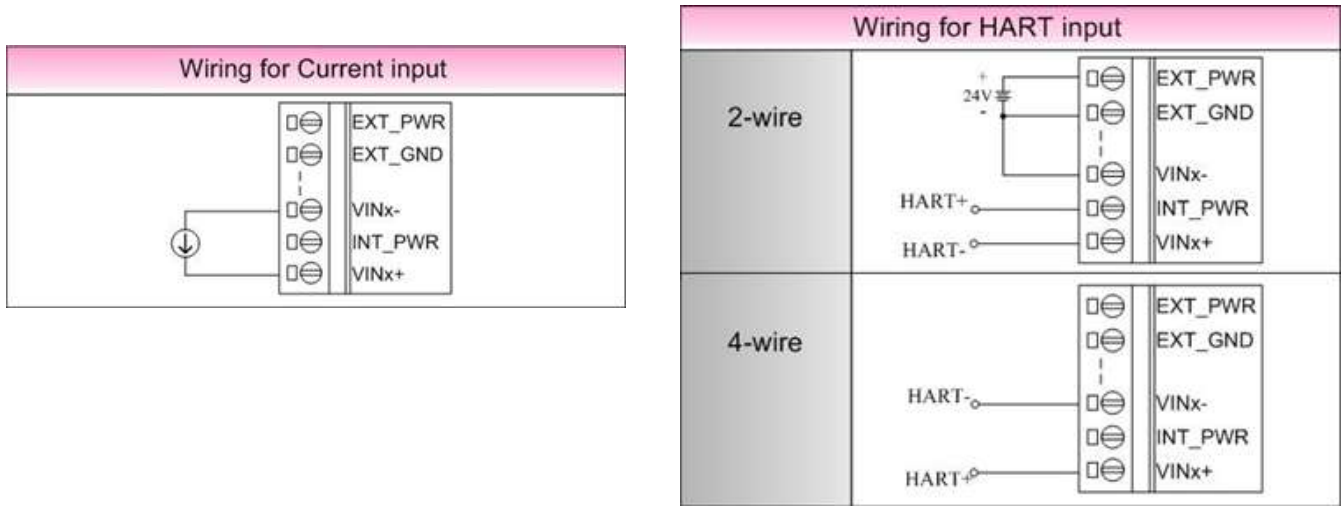 Wiring for Current input
EXT_PWR
EXT_GND
VINx-
INT_PWR
VINx+
Wiring for HART input
2-wire
+
24V
-
EXT_PWR
EXT_GND
VINx-
HART+
INT_PWR
HART-
VINx+
4-wire
EXT_PWR
EXT_GND
HART-
VINx-
INT_PWR
HART+
VINx+